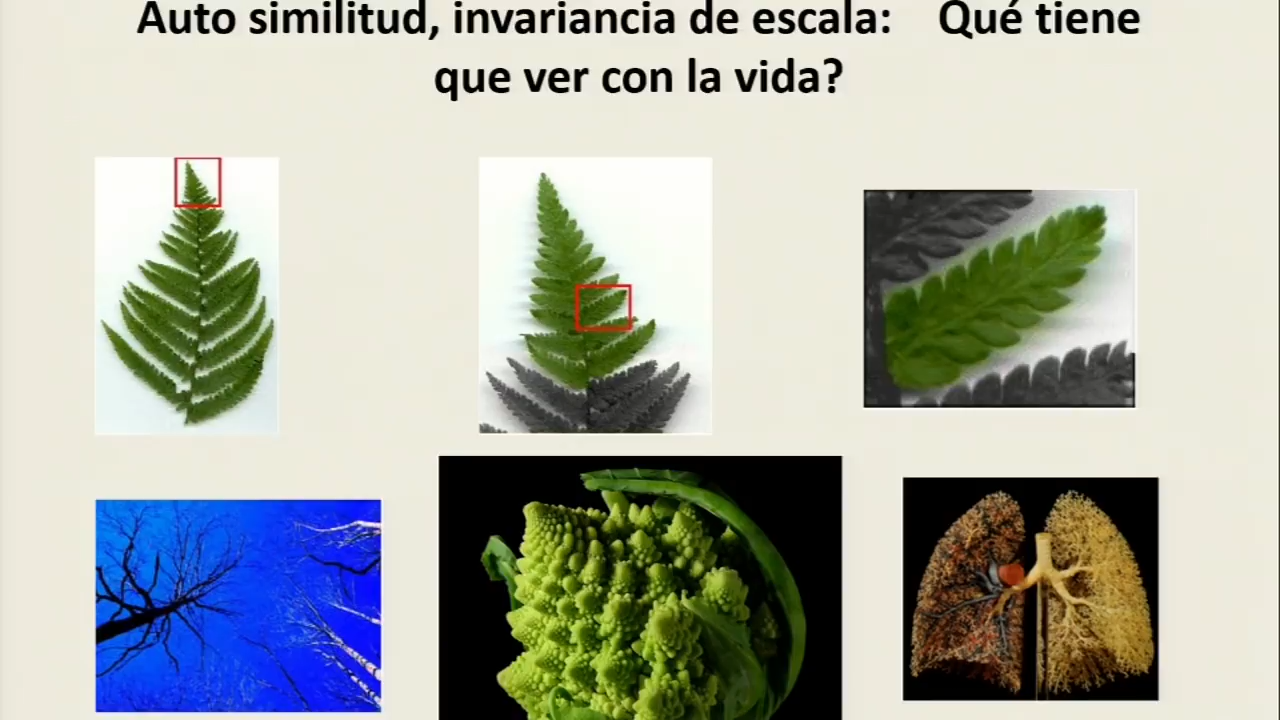 Auto similitud, invariancia de escala: Qué tiene
que ver con la vida?